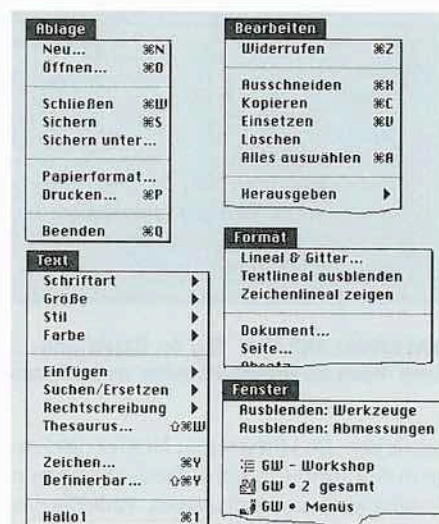 Ablage
Neu... ⌘N
Öffnen... ⌘O
Schließen ⌘W
Sichern ⌘S
Sichern unter...
Papierformat...
Drucken... ⌘P
Beenden ⌘Q
Text
Schriftart
Größe
Stil
Farbe
Einfügen
Suchen/Ersetzen
Rechtschreibung
Thesaurus... ⇧⌘W
Zeichen... ⌘Y
Definierbar... ⇧⌘Y
Hallo1 ⌘1
Bearbeiten
Widerrufen ⌘Z
Ausschneiden ⌘X
Kopieren ⌘C
Einsetzen ⌘V
Löschen
Alles auswählen ⌘A
Herausgeben
Format
Lineal & Gitter...
Textlineal ausblenden
Zeichenlineal zeigen
Dokument...
Seite...
Absatz
Fenster
Ausblenden: Werkzeuge
Ausblenden: Abmessungen
GW - Workshop
GW • 2 gesamt
GW • Menüs